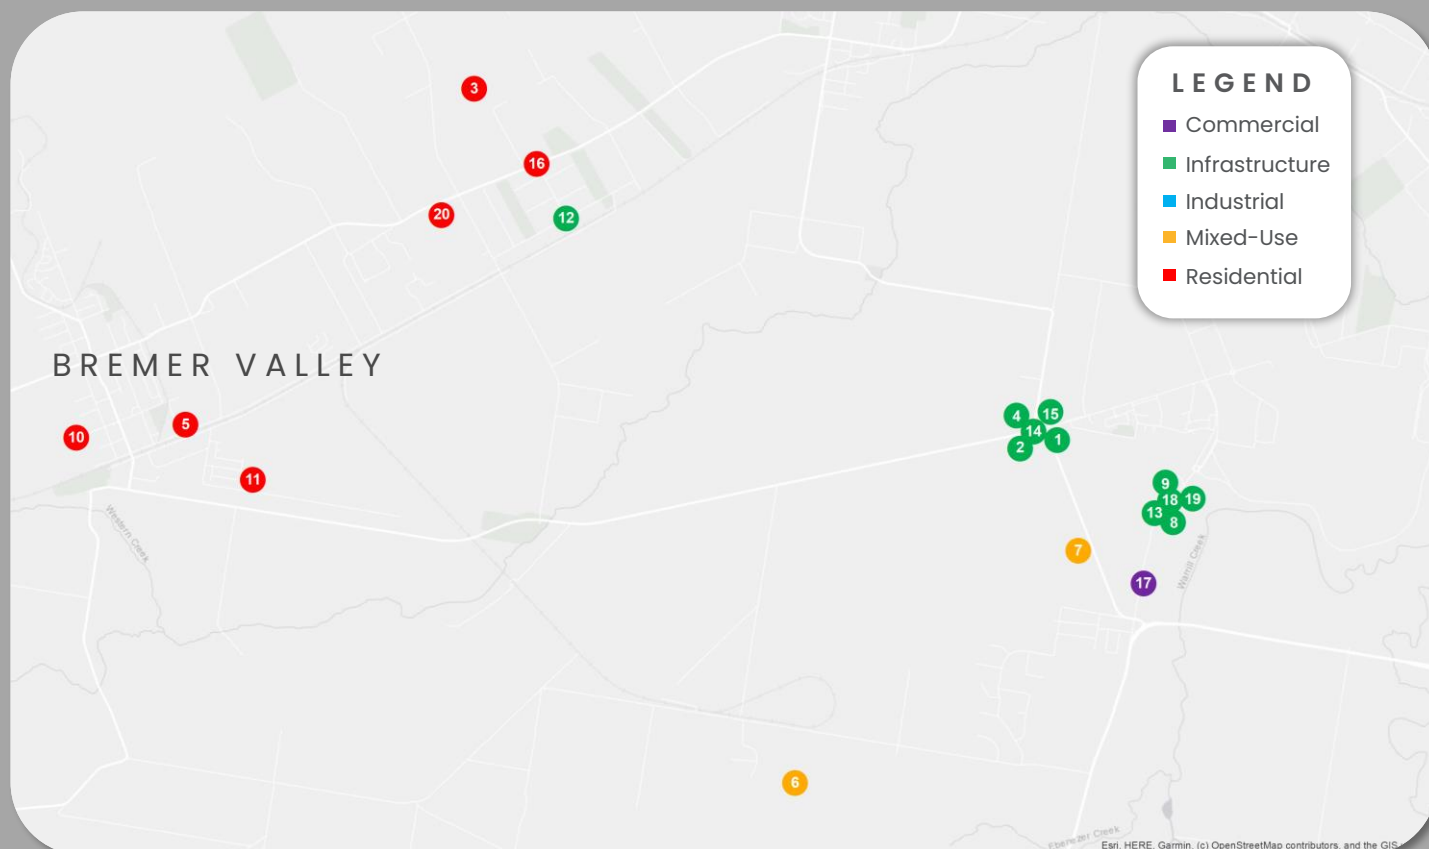 LEGEND
Commercial
Infrastructure
Industrial
Mixed-Use
Residential
3
16
20
12
BREMER VALLEY
10
5
11
4
15
14
2
1
9
18
19
13
8
7
17
6
Western Creek
Warrill Creek
Ebenezer Creek
Esri, HERE, Garmin, (c) OpenStreetMap contributors, and the GIS